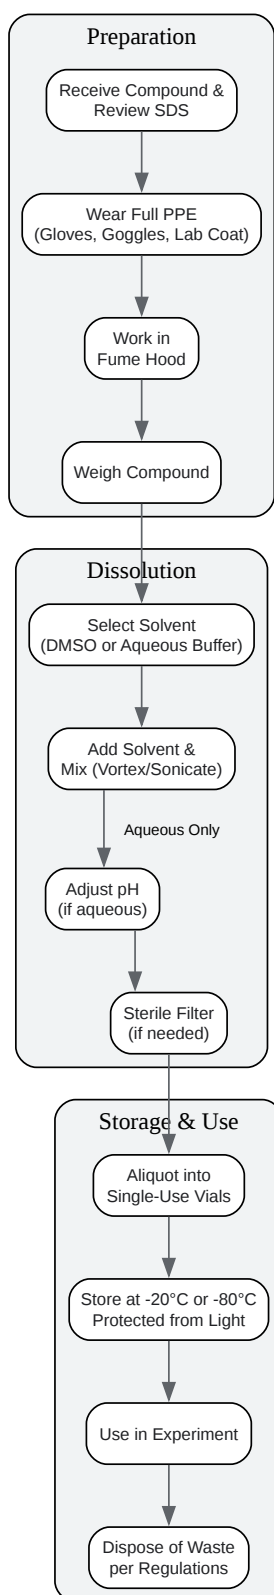 Preparation
Receive Compound &
Review SDS
Wear Full PPE
(Gloves, Goggles, Lab Coat)
Work in
Fume Hood
Weigh Compound
Dissolution
Select Solvent
(DMSO or Aqueous Buffer)
Add Solvent &
Mix (Vortex/Sonicate)
Aqueous Only
Adjust pH
(if aqueous)
Sterile Filter
(if needed)
Storage & Use
Aliquot into
Single-Use Vials
Store at -20°C or -80°C
Protected from Light
Use in Experiment
Dispose of Waste
per Regulations